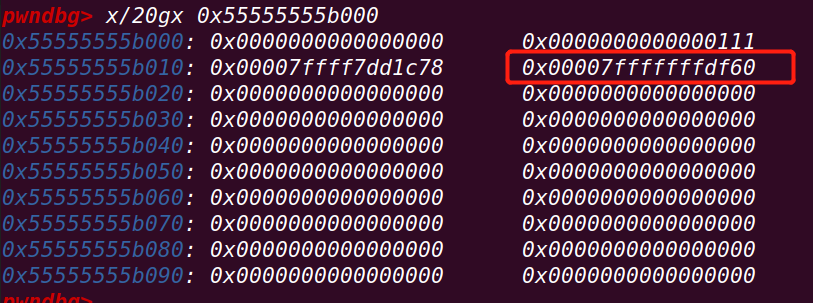 pwndbg> x/20gx 0x55555555b000
0x55555555b000: 0x0000000000000000 0x0000000000000111
0x55555555b010: 0x00007ffff7dd1c78 0x00007fffffffdf60
0x55555555b020: 0x0000000000000000 0x0000000000000000
0x55555555b030: 0x0000000000000000 0x0000000000000000
0x55555555b040: 0x0000000000000000 0x0000000000000000
0x55555555b050: 0x0000000000000000 0x0000000000000000
0x55555555b060: 0x0000000000000000 0x0000000000000000
0x55555555b070: 0x0000000000000000 0x0000000000000000
0x55555555b080: 0x0000000000000000 0x0000000000000000
0x55555555b090: 0x0000000000000000 0x0000000000000000
pwndbg>